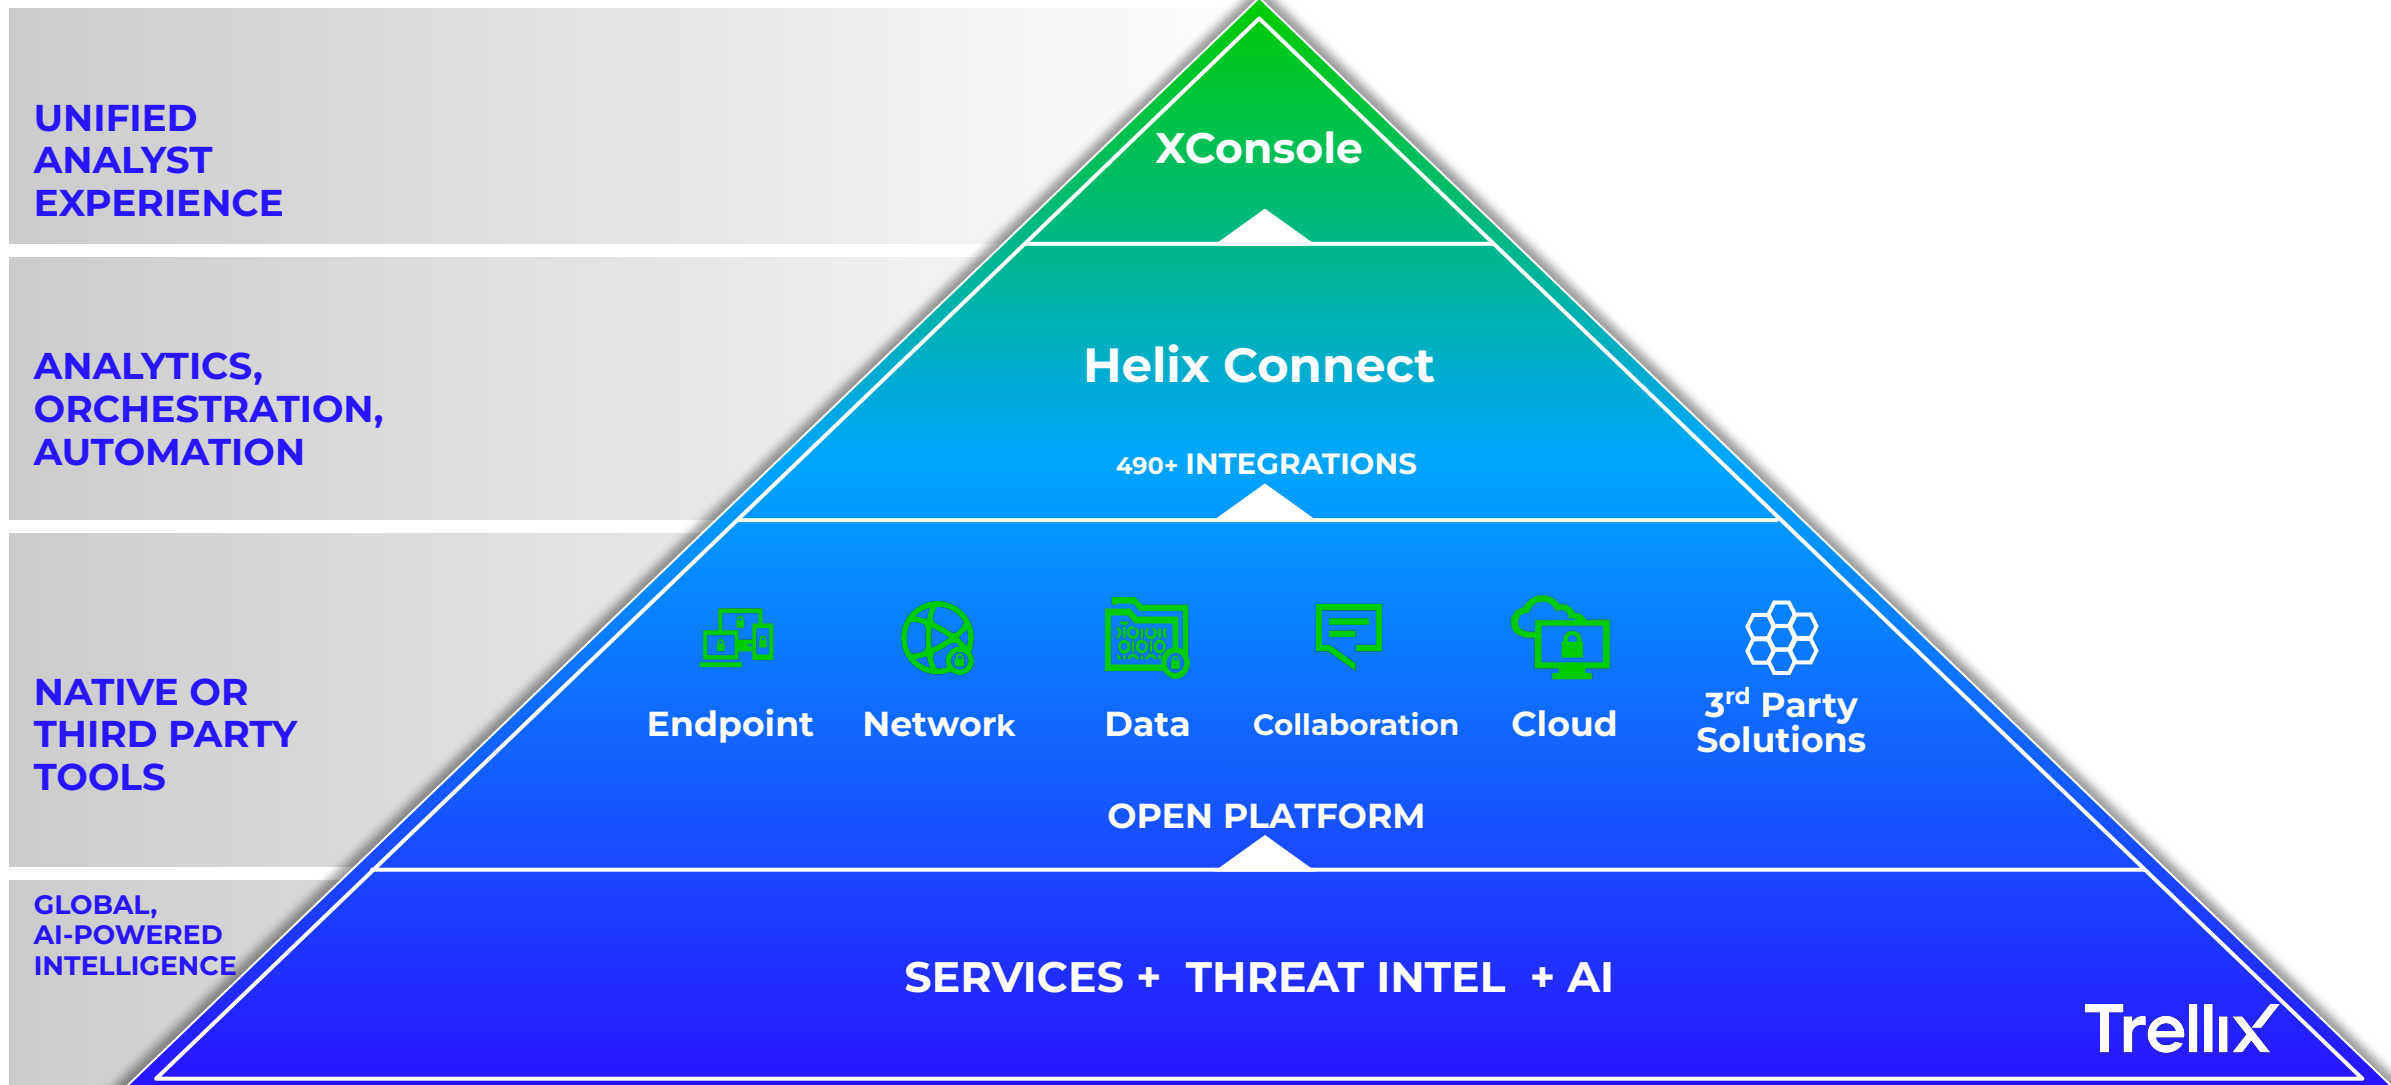 UNIFIED
ANALYST
EXPERIENCE
XConsole
ANALYTICS,
ORCHESTRATION,
AUTOMATION
Helix Connect
490+ INTEGRATIONS
NATIVE OR
THIRD PARTY
TOOLS
Endpoint
Network
Data
Collaboration
Cloud
3rd Party
Solutions
OPEN PLATFORM
GLOBAL,
AI-POWERED
INTELLIGENCE
SERVICES + THREAT INTEL + AI
Trellix